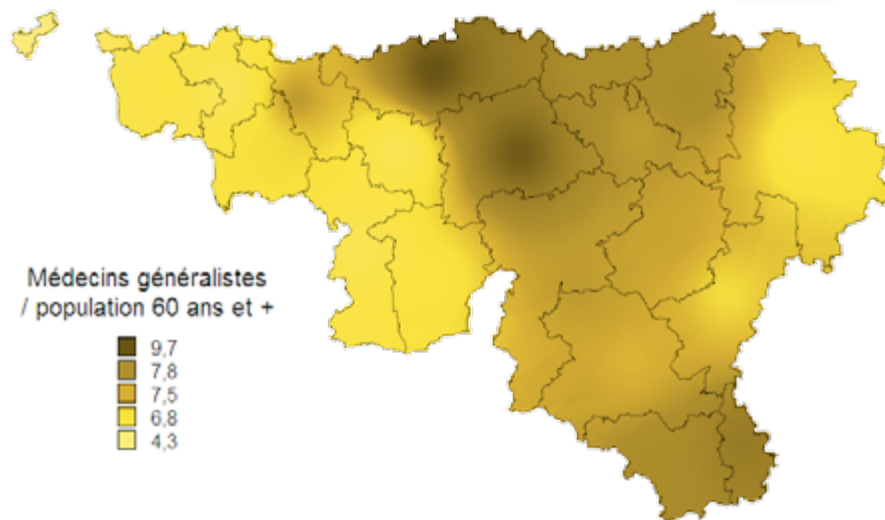 Médecins généralistes
/ population 60 ans et +
9,7
7,8
7,5
6,8
4,3